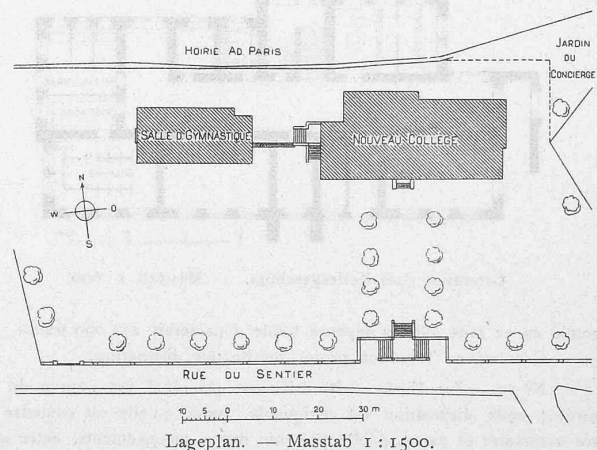 HOIRIE AD. PARIS
JARDIN
DU
CONCIERGE
SALLE D. GYMNASTIQUE
NOUVEAU-COLLÈGE
N
W O
S
RUE DU SENTIER
10 5 0 10 20 30 m
Lageplan. — Masstab 1 : 1500.